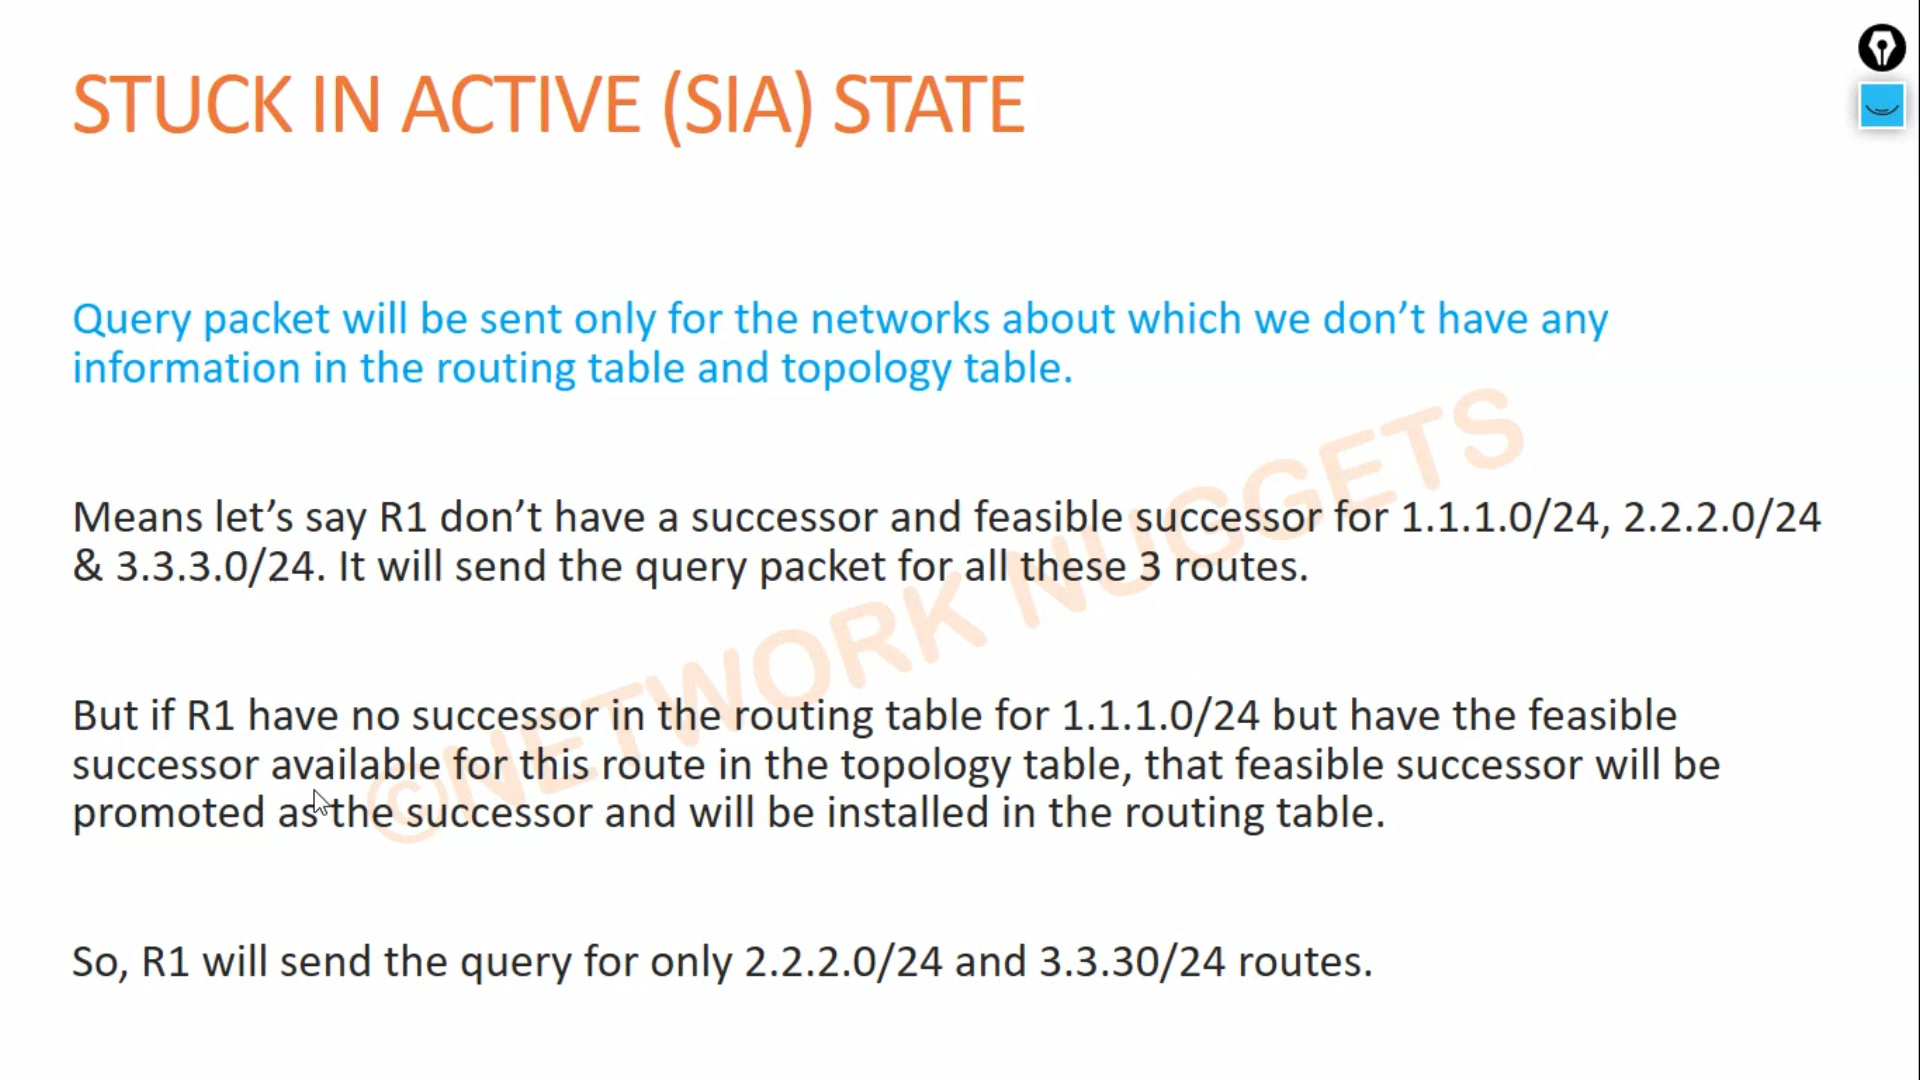 STUCK IN ACTIVE (SIA) STATE
Query packet will be sent only for the networks about which we don’t have any
information in the routing table and topology table.
Means let’s say R1 don’t have a successor and feasible successor for 1.1.1.0/24, 2.2.2.0/24
& 3.3.3.0/24. It will send the query packet for all these 3 routes.
But if R1 have no successor in the routing table for 1.1.1.0/24 but have the feasible
successor available for this route in the topology table, that feasible successor will be
promoted as the successor and will be installed in the routing table.
So, R1 will send the query for only 2.2.2.0/24 and 3.3.30/24 routes.
©NETWORK NUGGETS